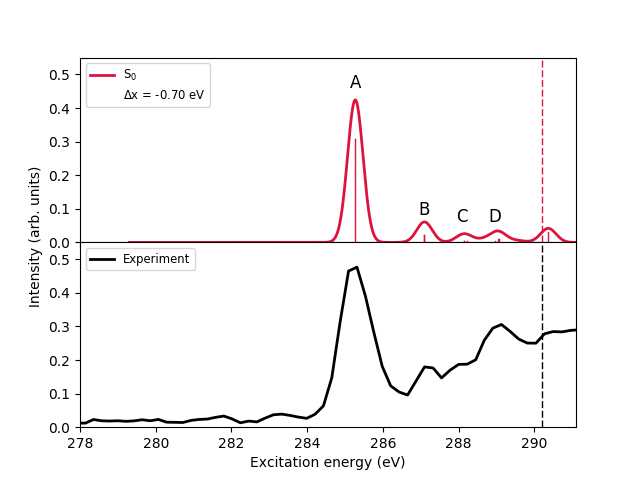 0.5
0.4
0.3
0.2
0.1
0.0
S₀
Δx = -0.70 eV
A
B
C
D
Intensity (arb. units)
0.5
0.4
0.3
0.2
0.1
0.0
Experiment
278 280 282 284 286 288 290
Excitation energy (eV)